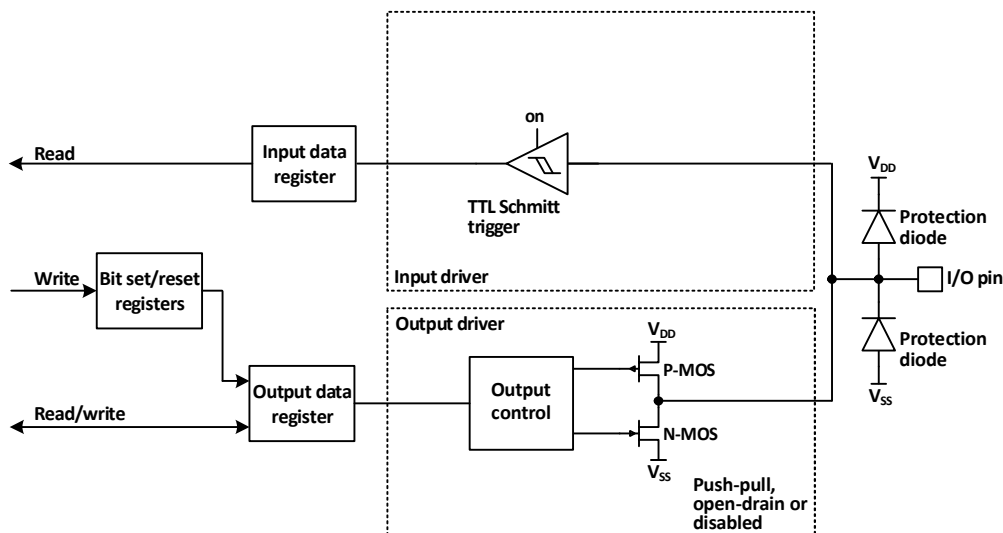 on
Read
Input data
register
TTL Schmitt
trigger
V_DD
Protection
diode
Write
Bit set/reset
registers
Input driver
I/O pin
Output driver
V_DD
P-MOS
Protection
diode
Output data
register
Output
control
Read/write
N-MOS
V_SS
V_SS
Push-pull,
open-drain or
disabled